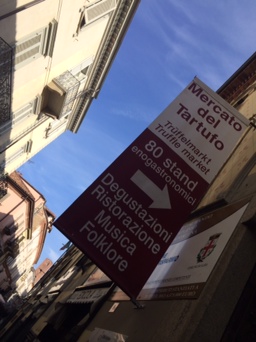 Mercato
del
Tartufo
Trüffelmarkt
Truffle market
80 stand
enogastronomici
Degustazioni
Ristorazione
Musica
Folklore